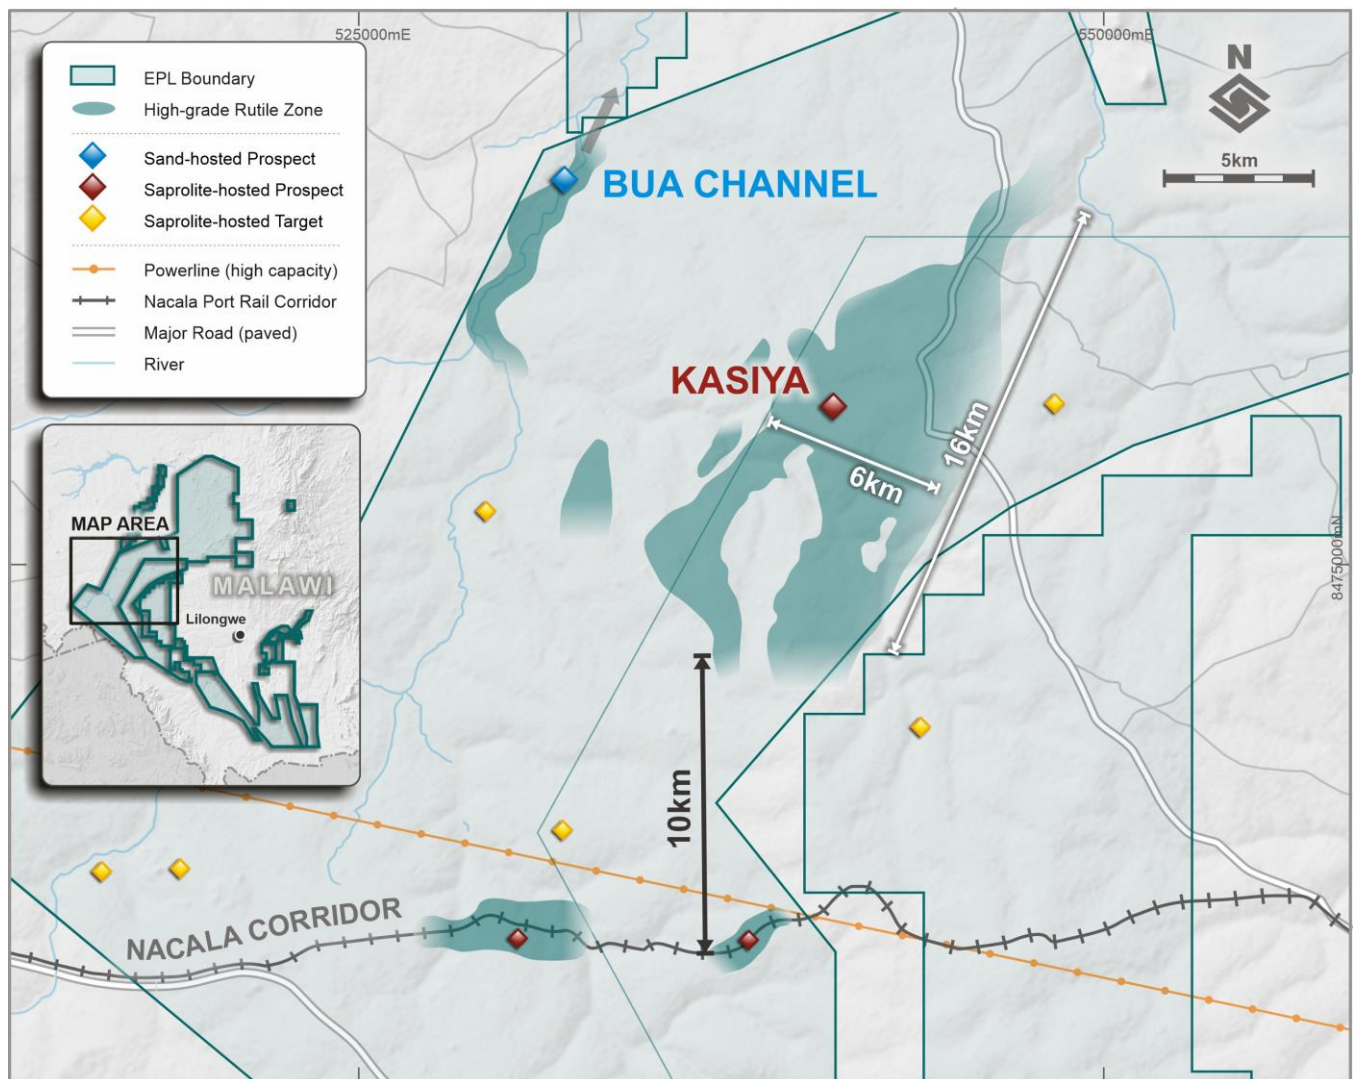 525000mE
550000mE
N
5km
EPL Boundary
High-grade Rutile Zone
Sand-hosted Prospect
Saprolite-hosted Prospect
Saprolite-hosted Target
Powerline (high capacity)
Nacala Port Rail Corridor
Major Road (paved)
River
BUA CHANNEL
KASIYA
16km
6km
MAP AREA
MALAWI
Lilongwe
8475000mN
10km
NACALA CORRIDOR